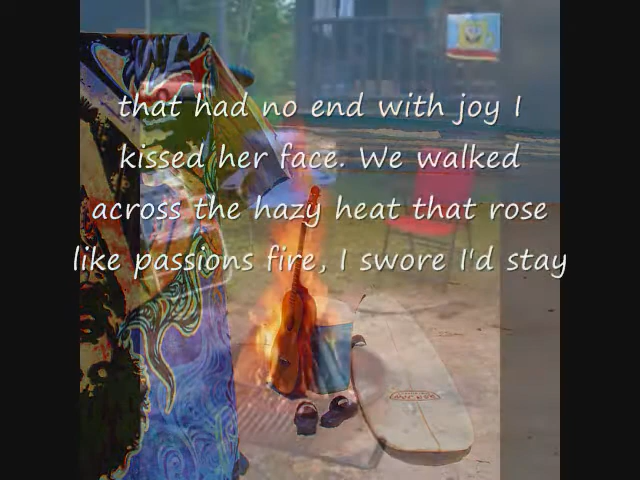 that had no end with joy I
kissed her face. We walked
across the hazy heat that rose
like passions fire, I swore I'd stay